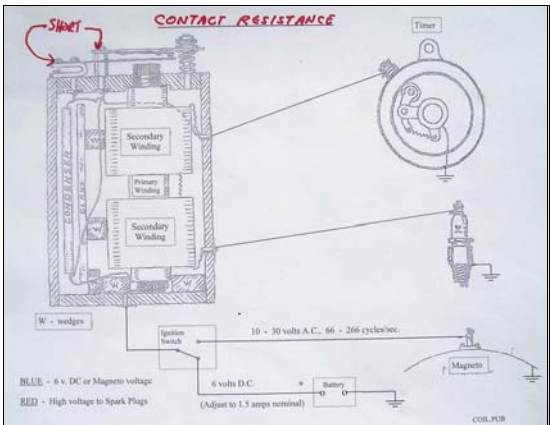 CONTACT RESISTANCE
SHORT
Timer
Secondary
Winding
CONDENSER
Primary
Winding
Secondary
Winding
W
W
W
W
W - wedges
Ignition
Switch
10 - 30 volts A.C., 66 - 266 cycles/sec.
Magneto
BLUE - 6 v. DC or Magneto voltage
6 volts D.C.
+
Battery
RED - High voltage to Spark Plugs
(Adjust to 1.5 amps nominal)
COIL.PUB